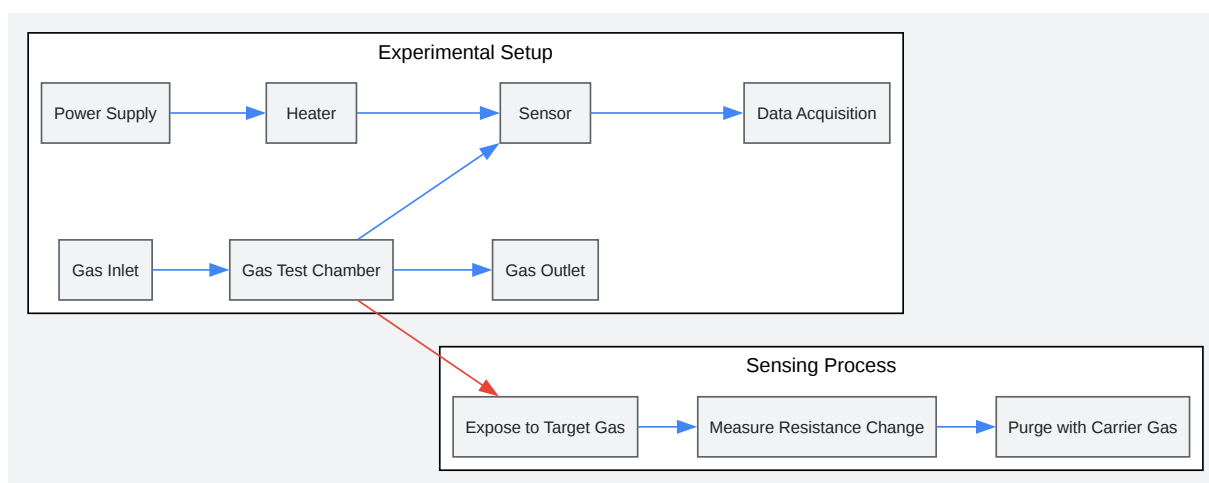 Experimental Setup
Power Supply
Heater
Sensor
Data Acquisition
Gas Inlet
Gas Test Chamber
Gas Outlet
Sensing Process
Expose to Target Gas
Measure Resistance Change
Purge with Carrier Gas